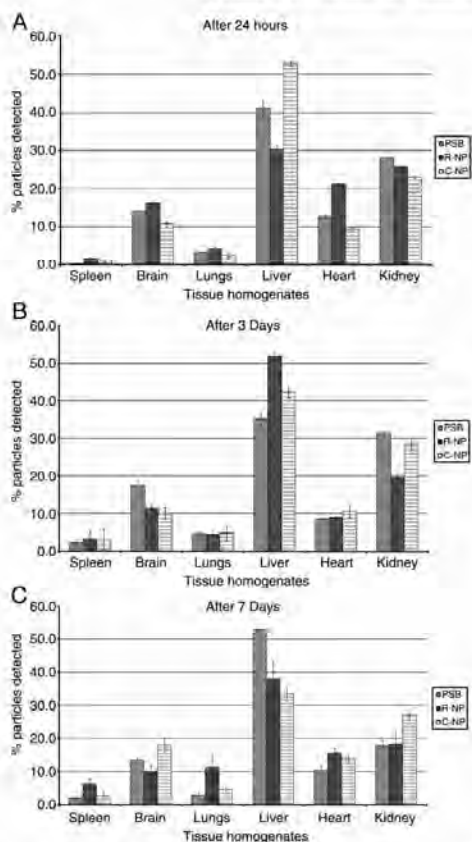 A
After 24 hours
60.0
50.0
40.0
30.0
20.0
10.0
0.0
% particles detected
Spleen Brain Lungs Liver Heart Kidney
Tissue homogenates
PSB
R-NP
C-NP
B
After 3 Days
60.0
50.0
40.0
30.0
20.0
10.0
0.0
% particles detected
Spleen Brain Lungs Liver Heart Kidney
Tissue homogenates
PSB
R-NP
C-NP
C
After 7 Days
60.0
50.0
40.0
30.0
20.0
10.0
0.0
% particles detected
Spleen Brain Lungs Liver Heart Kidney
Tissue homogenates
PSB
R-NP
C-NP